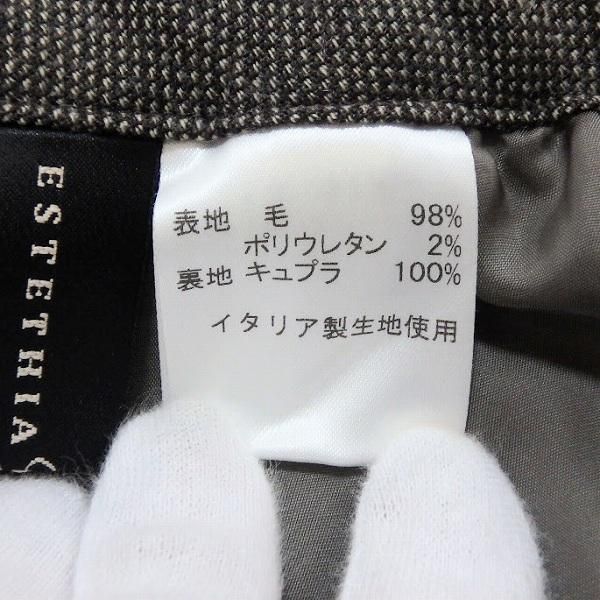 ESTETHIA
表地 毛 98%
ポリウレタン 2%
裏地 キュプラ 100%
イタリア製生地使用